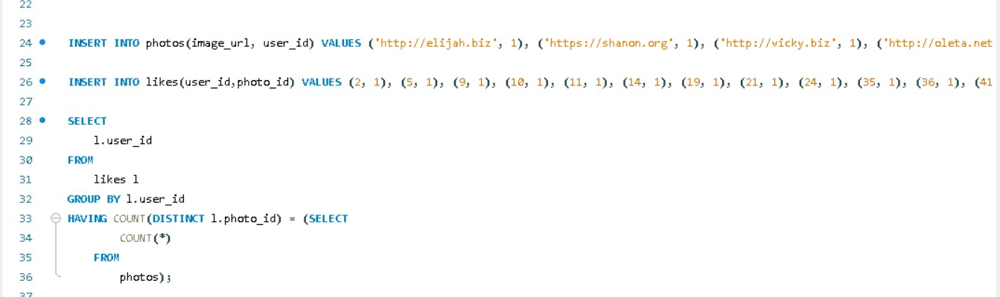 22
23
24 INSERT INTO photos(image_url, user_id) VALUES ('http://elijah.biz', 1), ('https://shanon.org', 1), ('http://vicky.biz', 1), ('http://oleta.net
25
26 INSERT INTO likes(user_id,photo_id) VALUES (2, 1), (5, 1), (9, 1), (10, 1), (11, 1), (14, 1), (19, 1), (21, 1), (24, 1), (35, 1), (36, 1), (41
27
28 SELECT
29 l.user_id
30 FROM
31 likes l
32 GROUP BY l.user_id
33 HAVING COUNT(DISTINCT l.photo_id) = (SELECT
34 COUNT(*)
35 FROM
36 photos);
37